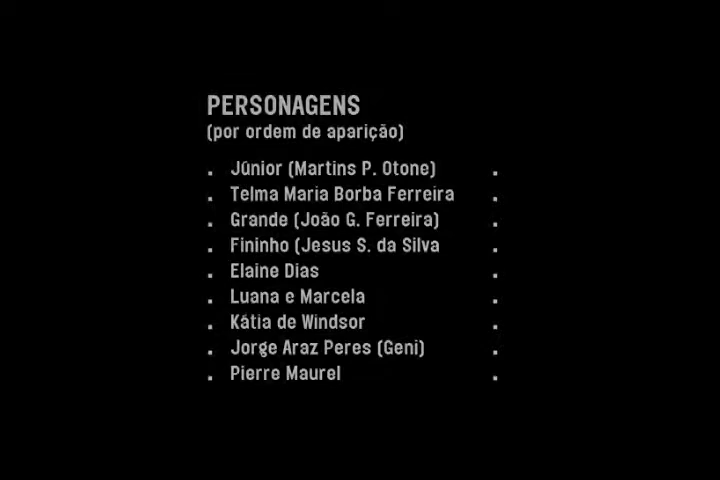 PERSONAGENS
(por ordem de aparição)
. Júnior (Martins P. Otone) .
. Telma Maria Borba Ferreira .
. Grande (João G. Ferreira) .
. Fininho (Jesus S. da Silva .
. Elaine Dias .
. Luana e Marcela .
. Kátia de Windsor .
. Jorge Araz Peres (Geni) .
. Pierre Maurel .